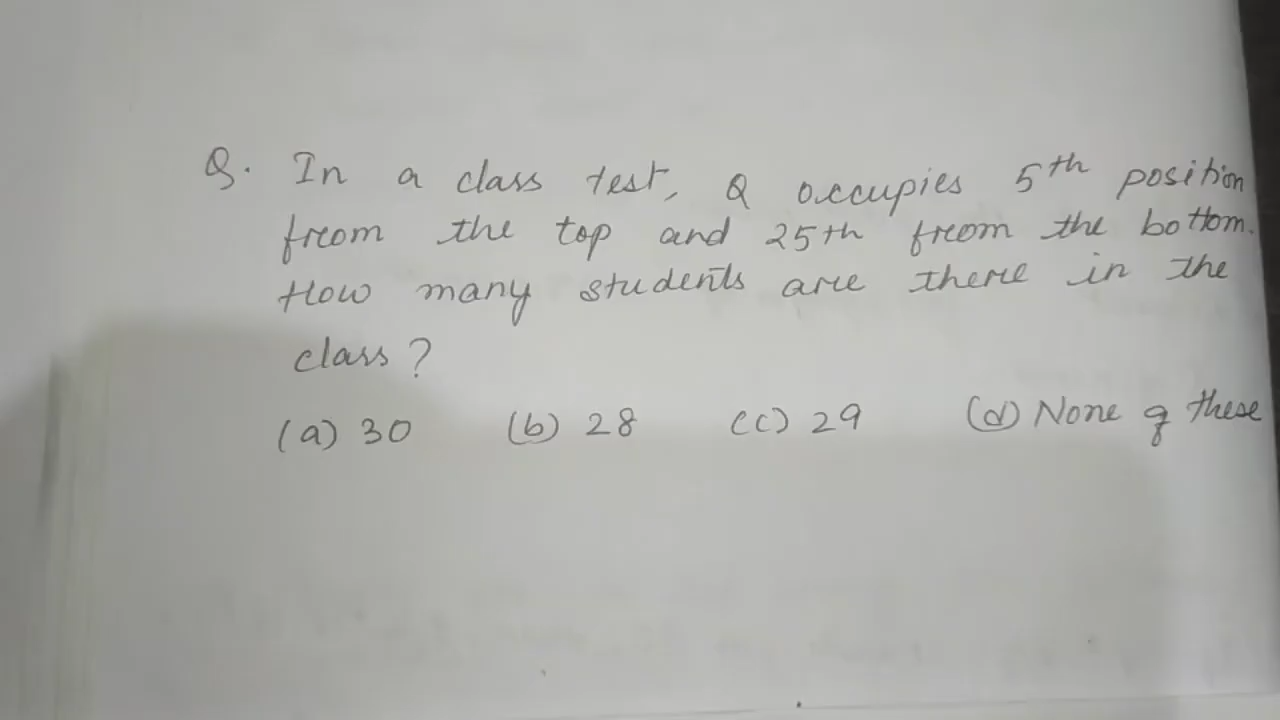 Q. In a class test, Q occupies 5th position
from the top and 25th from the bottom.
How many students are there in the
class?
(a) 30 (b) 28 (c) 29 (d) None of these